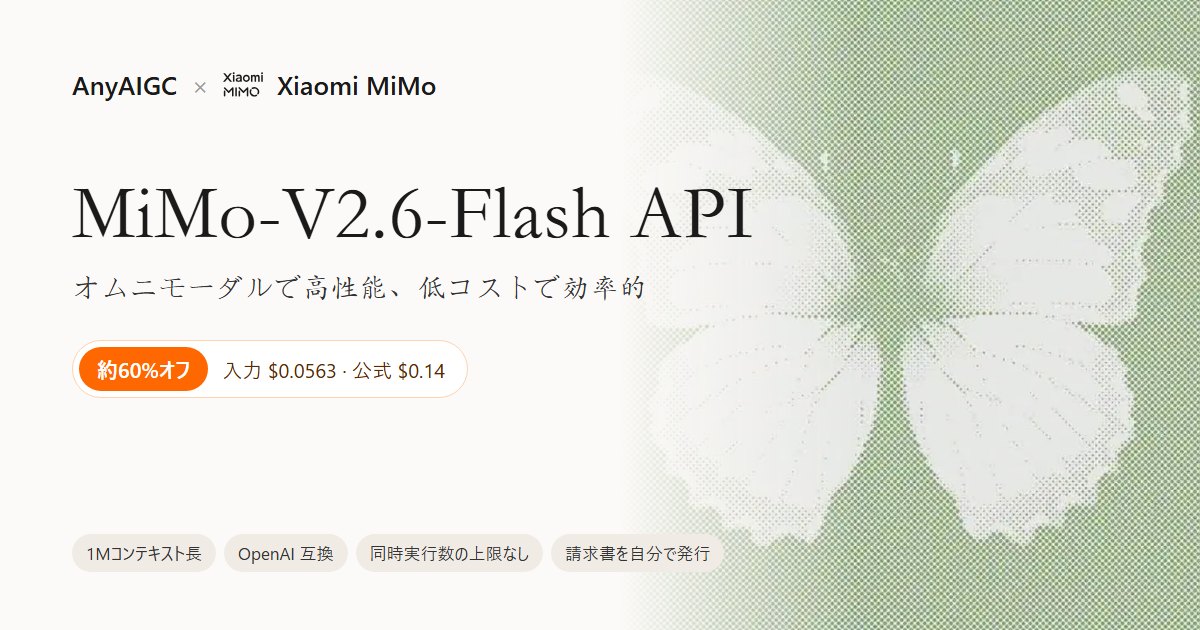 AnyAIGC × Xiaomi MiMO Xiaomi MiMo
MiMo-V2.6-Flash API
オムニモーダルで高性能、低コストで効率的
約60%オフ 入力 $0.0563 · 公式 $0.14
1Mコンテキスト長 OpenAI 互換 同時実行数の上限なし 請求書を自分で発行